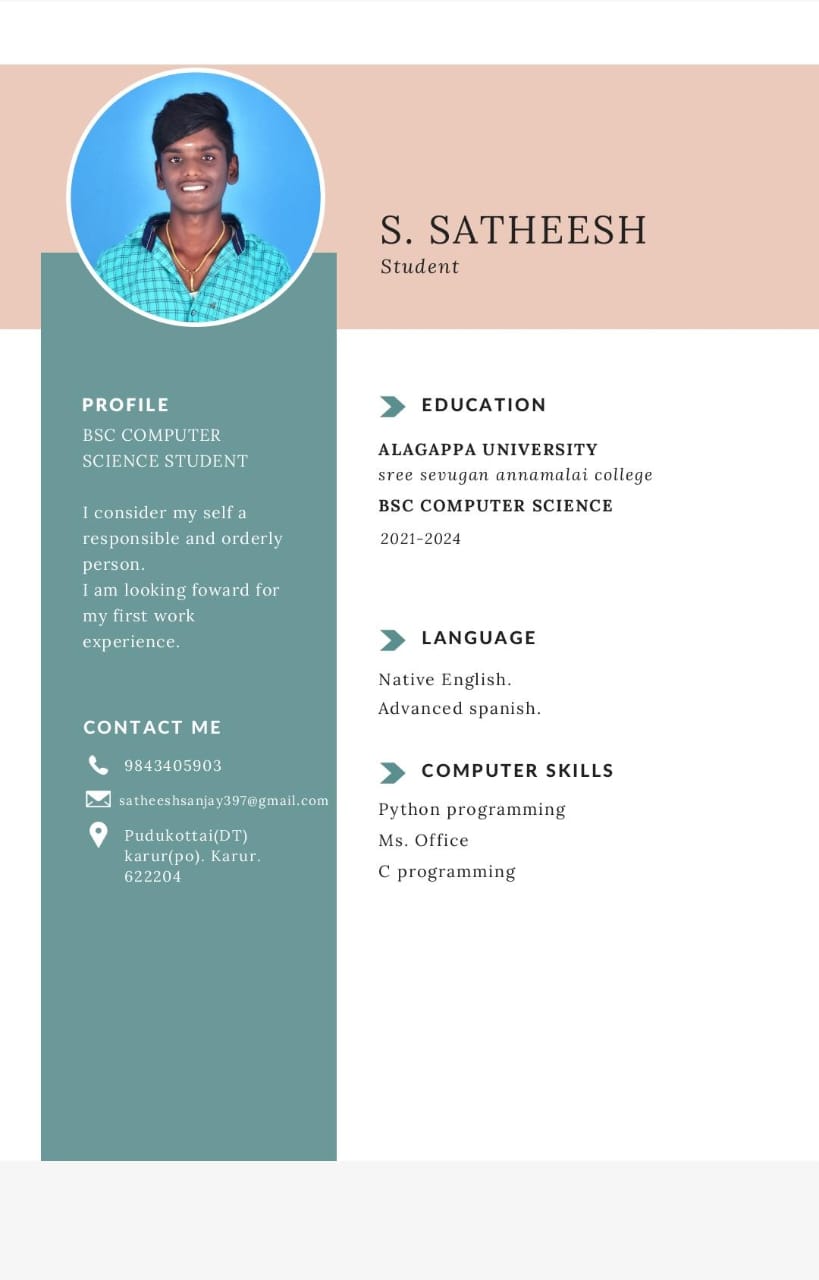 S. SATHEESH
Student
PROFILE
BSC COMPUTER
SCIENCE STUDENT
I consider my self a
responsible and orderly
person.
I am looking foward for
my first work
experience.
CONTACT ME
9843405903
satheeshsanjay397@gmail.com
Pudukottai(DT)
karur(po). Karur.
622204
EDUCATION
ALAGAPPA UNIVERSITY
sree sevugan annamalai college
BSC COMPUTER SCIENCE
2021-2024
LANGUAGE
Native English.
Advanced spanish.
COMPUTER SKILLS
Python programming
Ms. Office
C programming